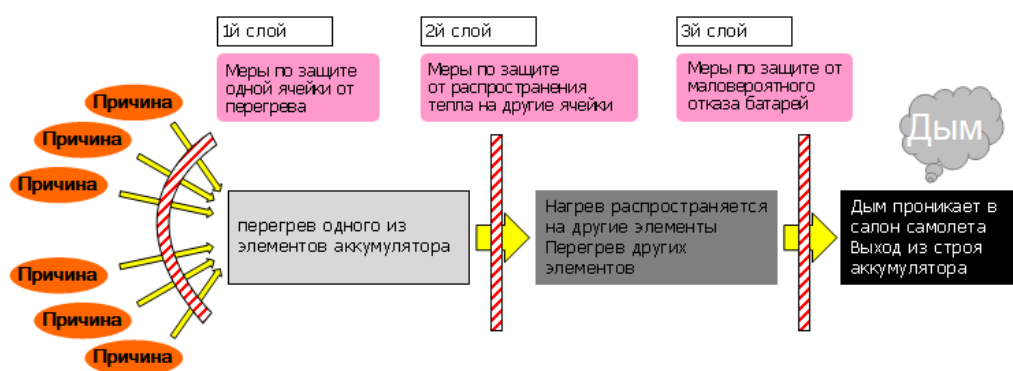 1й слой
2й слой
3й слой
Меры по защите
одной ячейки от
перегрева
Меры по защите
от распространения
тепла на другие ячейки
Меры по защите от
маловероятного
отказа батарей
Причина
Причина
Причина
Причина
Причина
Причина
перегрев одного из
элементов аккумулятора
Нагрев распространяется
на другие элементы
Перегрев других
элементов
Дым
Дым проникает в
салон самолета
Выход из строя
аккумулятора